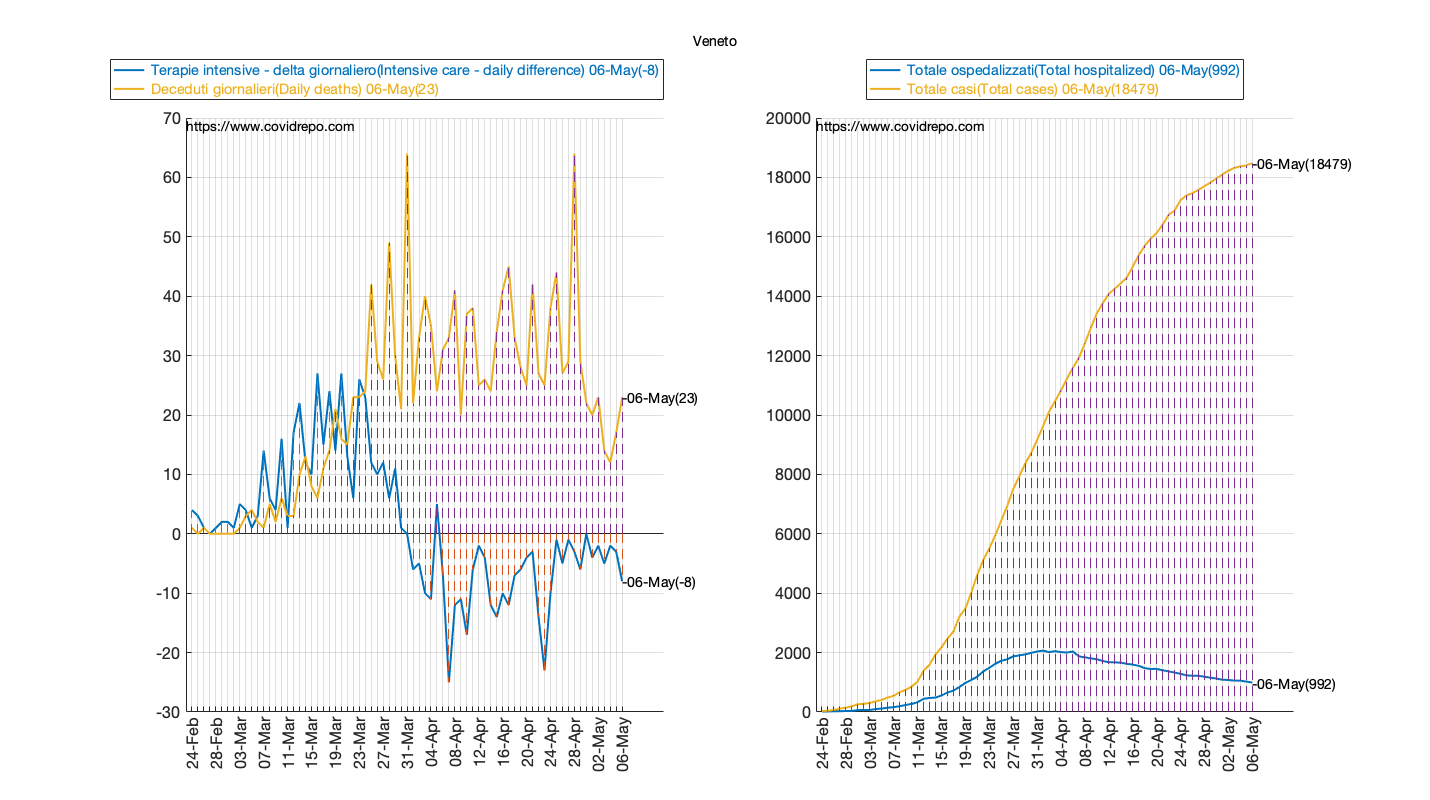 Veneto
Terapie intensive - delta giornaliero(Intensive care - daily difference) 06-May(-8)
Deceduti giornalieri(Daily deaths) 06-May(23)
https://www.covidrepo.com
70
60
50
40
30
20
10
0
-10
-20
-30
06-May(23)
06-May(-8)
24-Feb
28-Feb
03-Mar
07-Mar
11-Mar
15-Mar
19-Mar
23-Mar
27-Mar
31-Mar
04-Apr
08-Apr
12-Apr
16-Apr
20-Apr
24-Apr
28-Apr
02-May
06-May
Totale ospedalizzati(Total hospitalized) 06-May(992)
Totale casi(Total cases) 06-May(18479)
https://www.covidrepo.com
20000
18000
16000
14000
12000
10000
8000
6000
4000
2000
0
06-May(18479)
06-May(992)
24-Feb
28-Feb
03-Mar
07-Mar
11-Mar
15-Mar
19-Mar
23-Mar
27-Mar
31-Mar
04-Apr
08-Apr
12-Apr
16-Apr
20-Apr
24-Apr
28-Apr
02-May
06-May